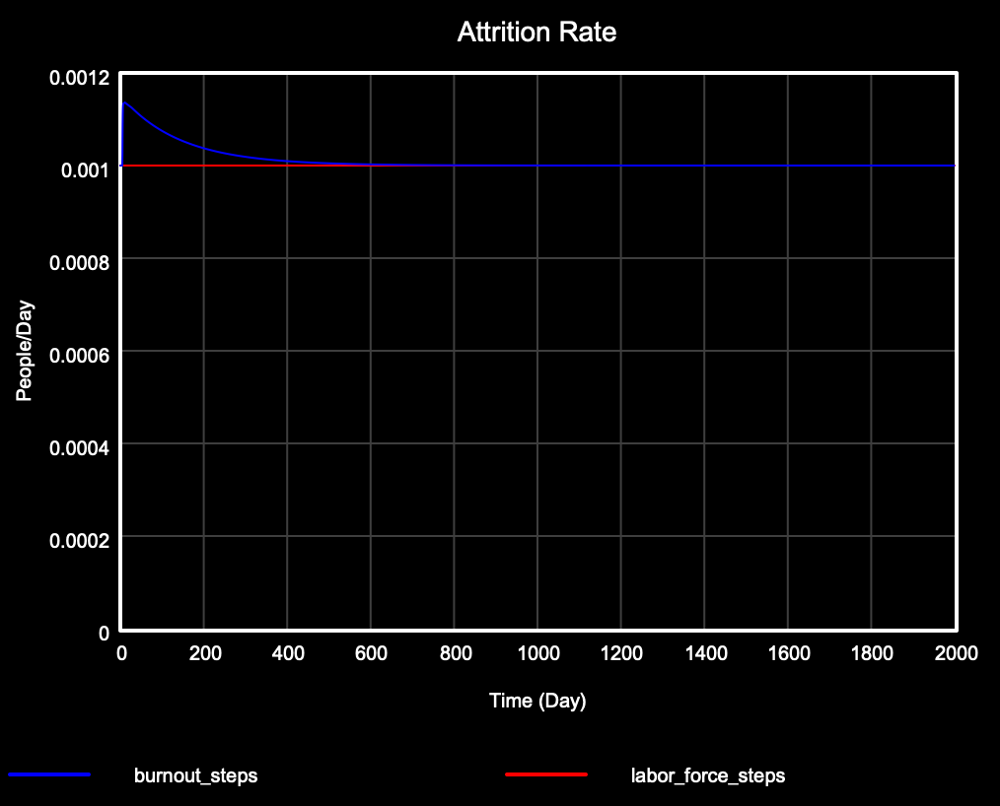 Attrition Rate
0.0012
0.001
0.0008
0.0006
0.0004
0.0002
0
People/Day
0 200 400 600 800 1000 1200 1400 1600 1800 2000
Time (Day)
burnout_steps labor_force_steps